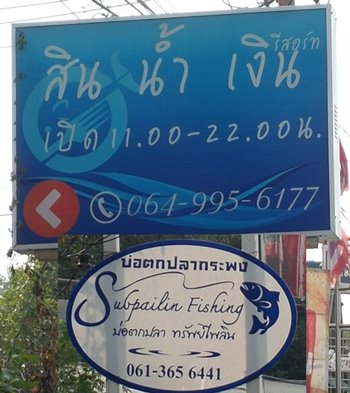 รีสอร์ท
สิน น้ำ เงิน
เปิด 11.00-22.00น.
064-995-6177
บ่อตกปลากระพง
Subpailin Fishing
บ่อตกปลา ทรัพย์ไพลิน
061-365 6441